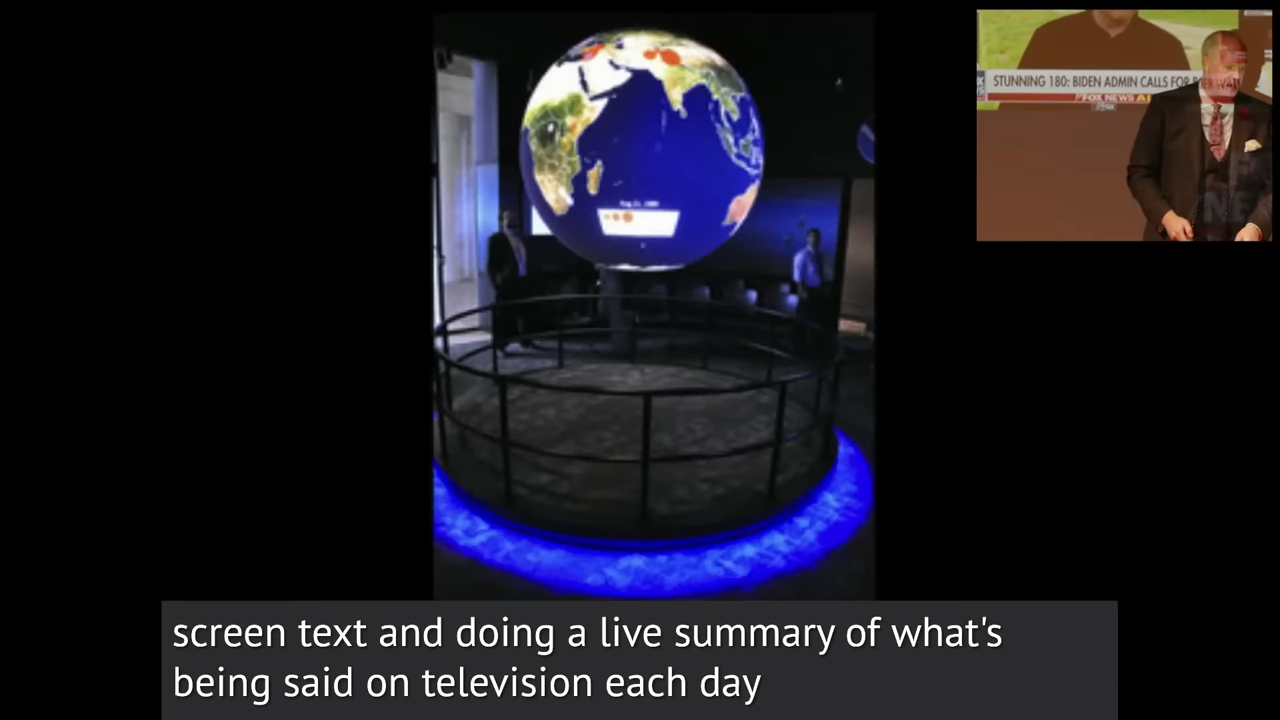 STUNNING 180: BIDEN ADMIN CALLS FOR
FOX NEWS
screen text and doing a live summary of what's
being said on television each day